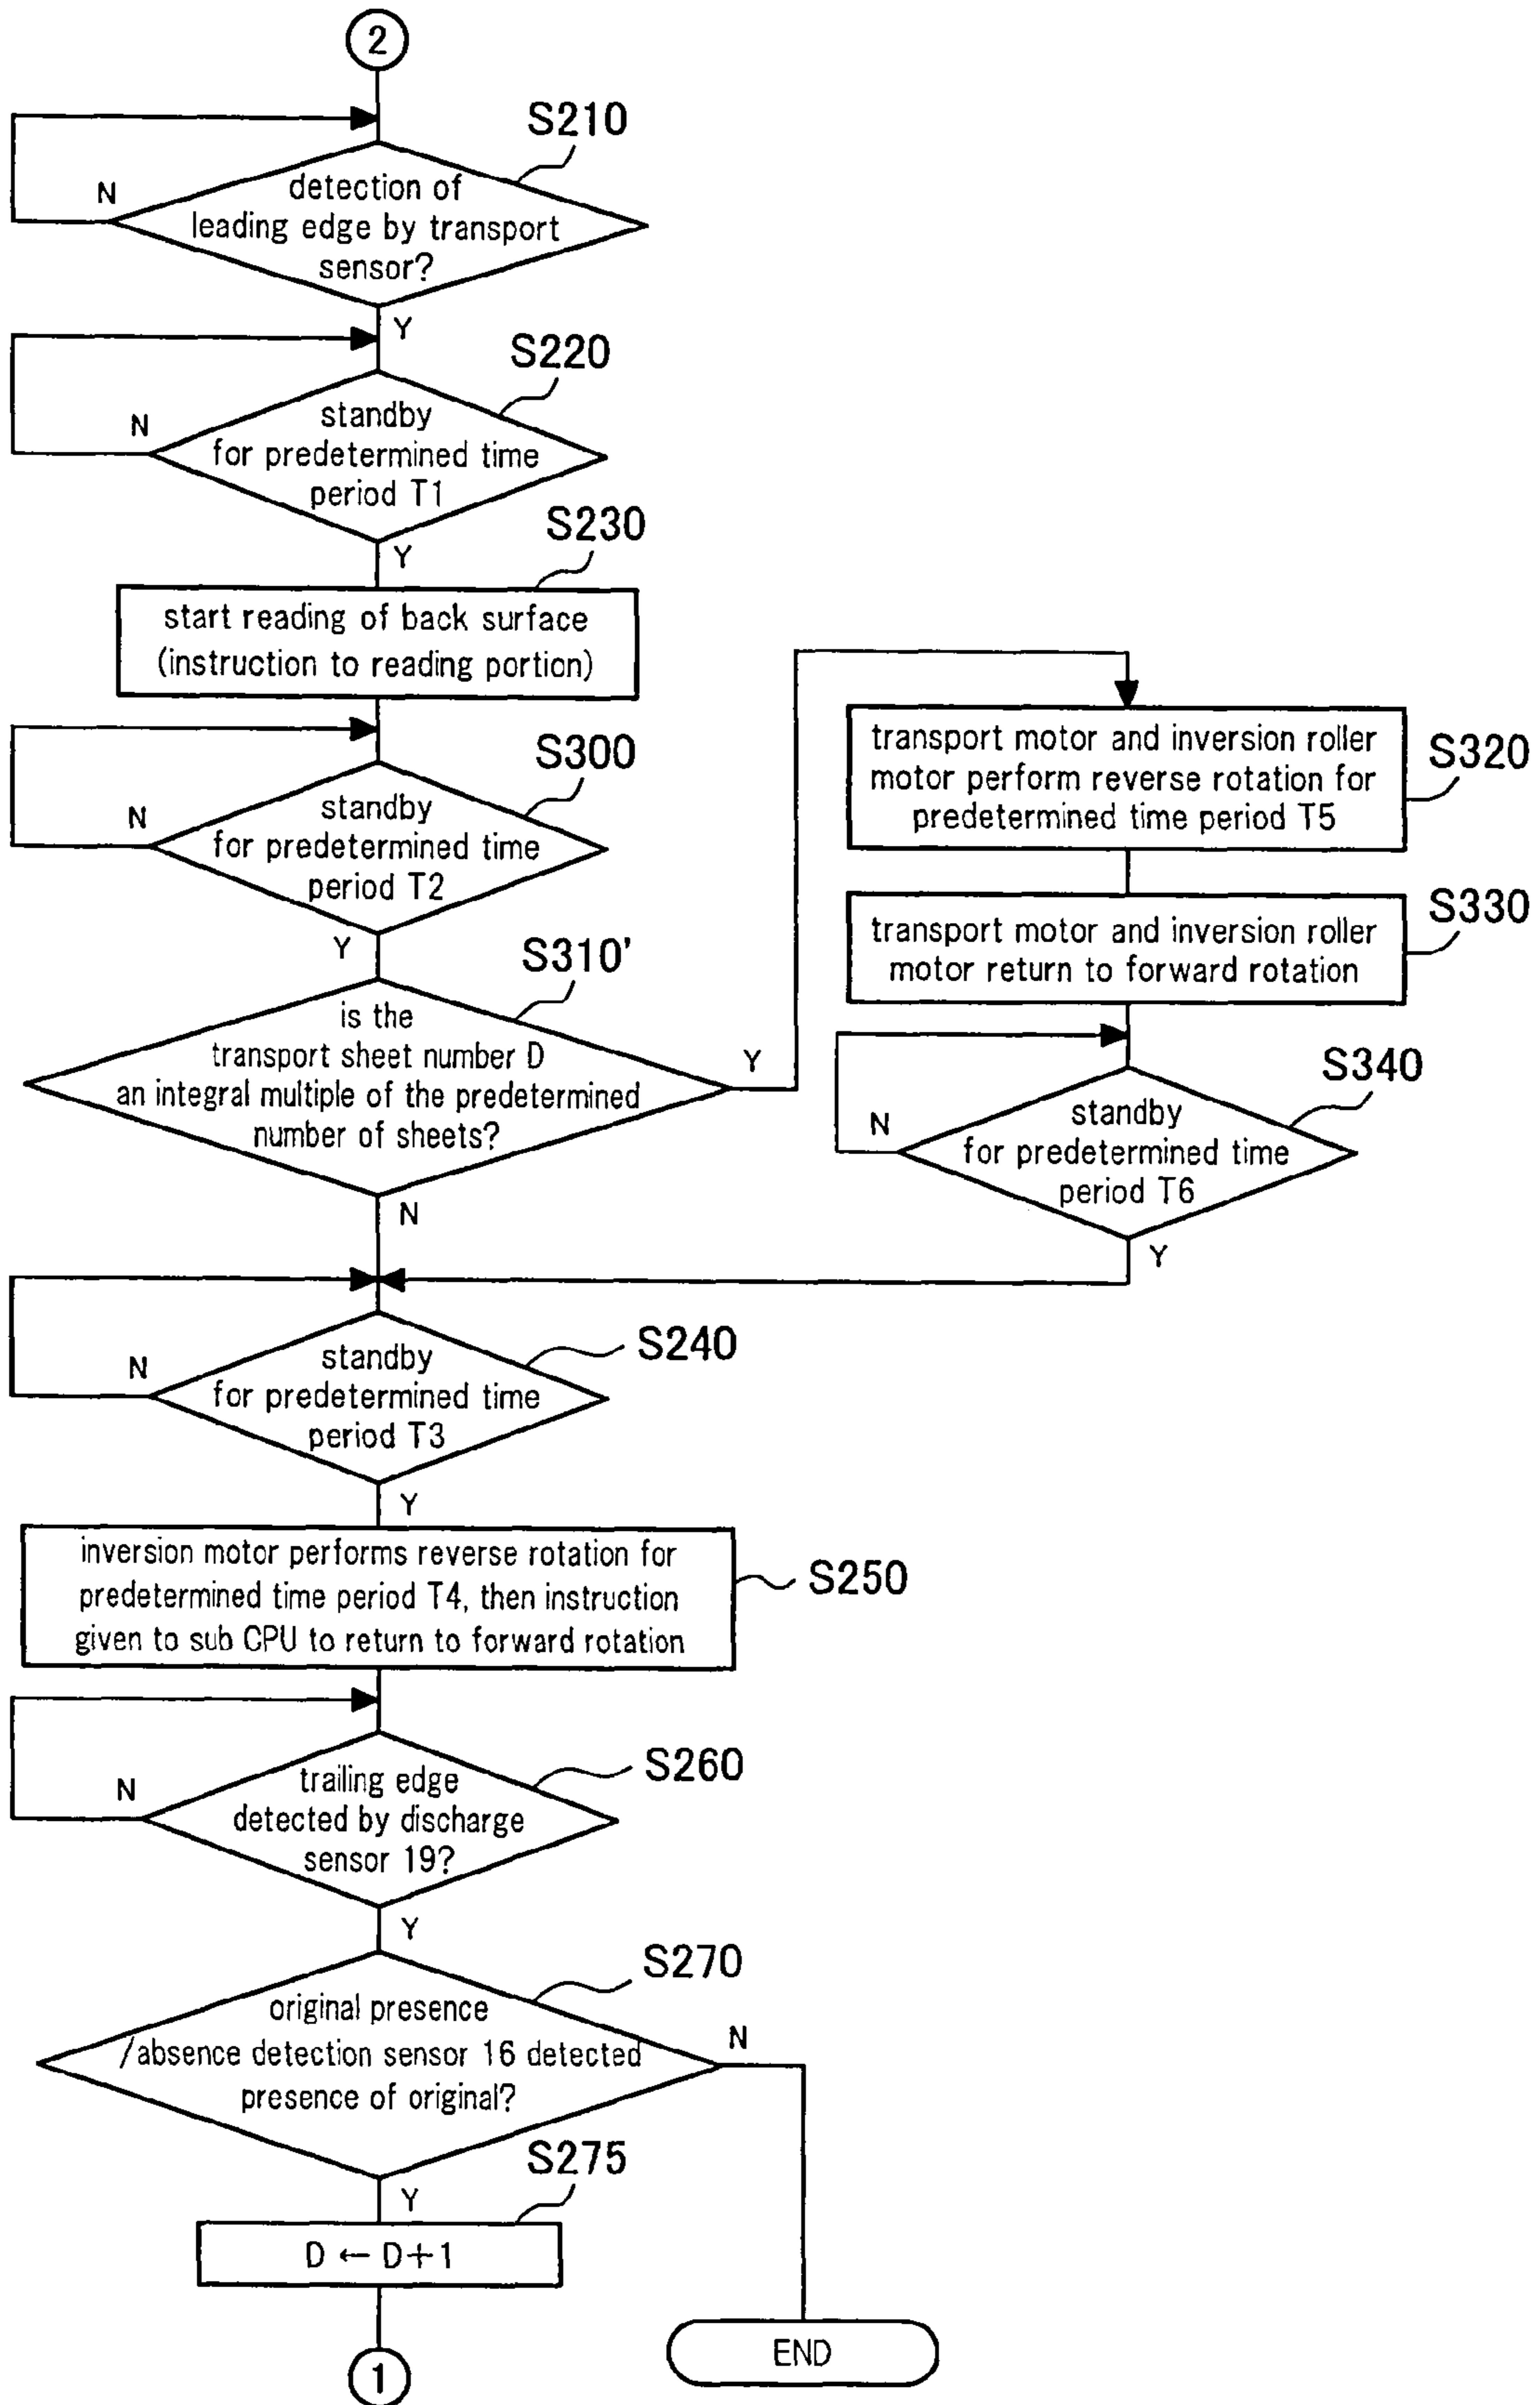 2
S210
N
detection of
leading edge by transport
sensor?
Y
S220
N
standby
for predetermined time
period T1
Y
S230
start reading of back surface
(instruction to reading portion)
S300
N
standby
for predetermined time
period T2
Y
S310'
is the
transport sheet number D
an integral multiple of the predetermined
number of sheets?
Y
N
transport motor and inversion roller
motor perform reverse rotation for
predetermined time period T5
S320
transport motor and inversion roller
motor return to forward rotation
S330
S340
N
standby
for predetermined time
period T6
Y
S240
N
standby
for predetermined time
period T3
Y
inversion motor performs reverse rotation for
predetermined time period T4, then instruction
given to sub CPU to return to forward rotation
S250
S260
N
trailing edge
detected by discharge
sensor 19?
Y
S270
original presence
/absence detection sensor 16 detected
presence of original?
N
Y
S275
D ← D+1
1
END